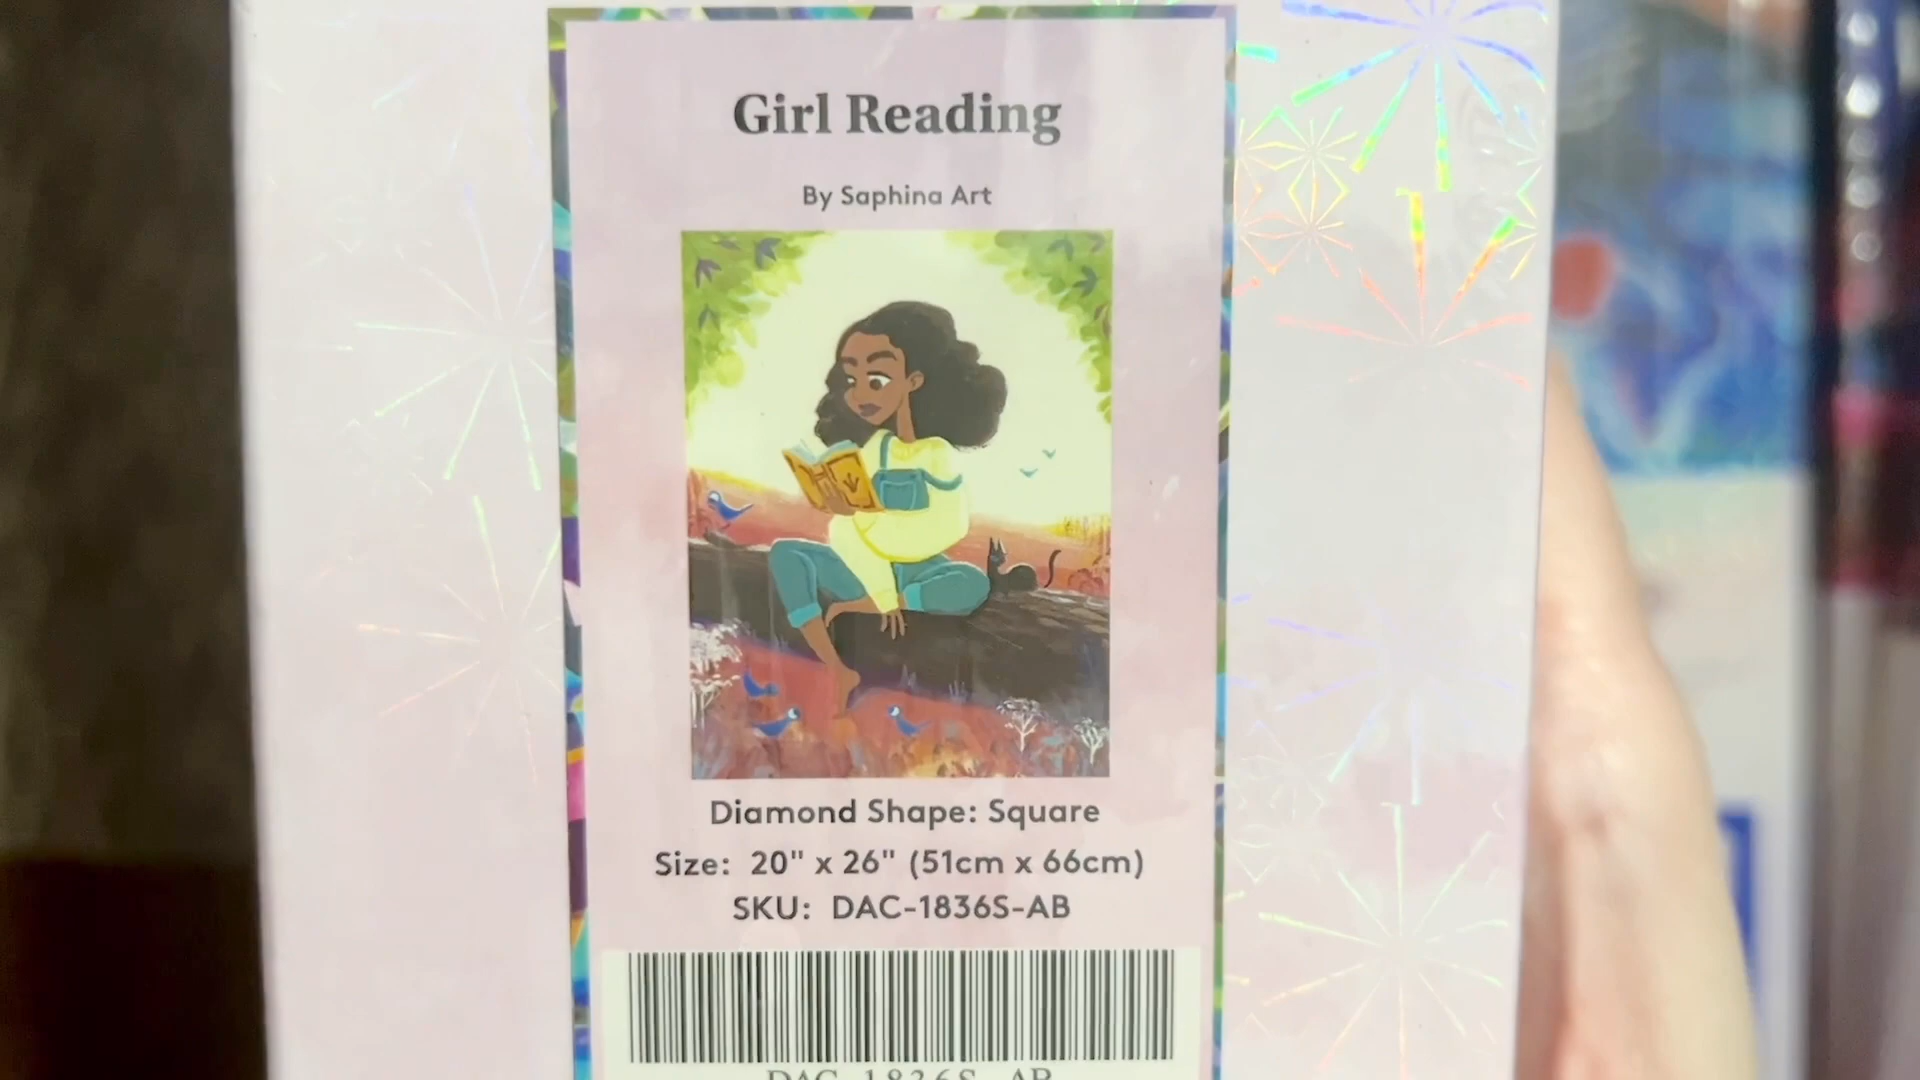 Girl Reading
By Saphina Art
Diamond Shape: Square
Size: 20" x 26" (51cm x 66cm)
SKU: DAC-1836S-AB
DAC-1836S-AB